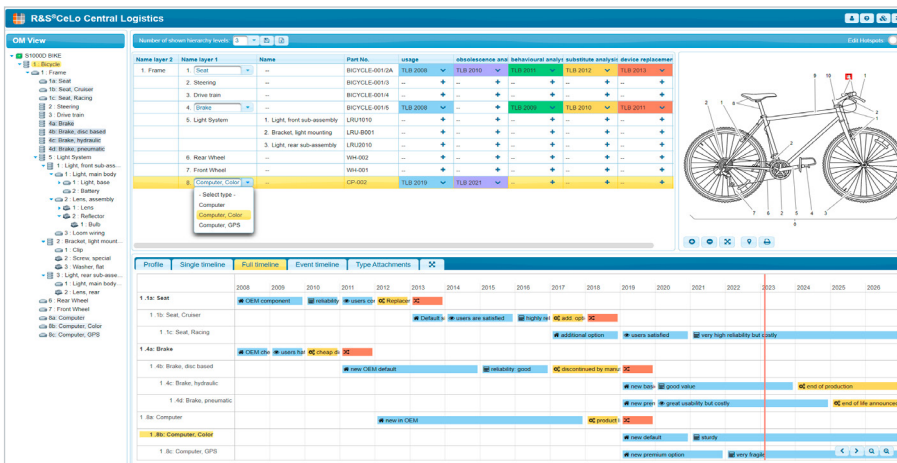 R&S®CeLo Central Logistics
OM View
Number of shown hierarchy levels: 3
Edit Hotspots
S1000D BIKE
1. Bicycle
1 : Frame
1a: Seat
1b: Seat, Cruiser
1c: Seat, Racing
2 : Steering
3 : Drive train
4a: Brake
4b: Brake, disc based
4c: Brake, hydraulic
4d: Brake, pneumatic
5 : Light System
1 : Light, front sub-ass...
1 : Light, main body
1 : Light, base
2 : Battery
2 : Lens, assembly
1 : Lens
2 : Reflector
1 : Bulb
3 : Loom wiring
2 : Bracket, light mount...
1 : Clip
2 : Screw, special
3 : Washer, flat
3 : Light, rear sub-asse...
1 : Light, main body...
2 : Lens, rear
6 : Rear Wheel
7 : Front Wheel
8a: Computer
8b: Computer, Color
8c: Computer, GPS
Name layer 2 Name layer 1 Name Part No. usage obsolescence ana behavioural analys substitute analysis device replacemen
1. Frame 1. Seat -- BICYCLE-001/2A TLB 2008 TLB 2010 TLB 2011 TLB 2012 TLB 2013
2. Steering -- BICYCLE-001/3 -- + -- + -- + -- + -- +
3. Drive train -- BICYCLE-001/4 -- + -- + -- + -- + -- +
4. Brake -- BICYCLE-001/5 TLB 2008 -- + TLB 2009 TLB 2010 TLB 2011
5. Light System 1. Light, front sub-assembly LRU1010 -- + -- + -- + -- + -- +
2. Bracket, light mounting LRU-B001 -- + -- + -- + -- + -- +
3. Light, rear sub-assembly LRU2010 -- + -- + -- + -- + -- +
6. Rear Wheel -- WH-002 -- + -- + -- + -- + -- +
7. Front Wheel -- WH-001 -- + -- + -- + -- + -- +
8. Computer, Color -- CP-002 TLB 2019 TLB 2021 -- + -- + -- +
- Select type -
Computer
Computer, Color
Computer, GPS
Profile Single timeline Full timeline Event timeline Type Attachments
2008 2009 2010 2011 2012 2013 2014 2015 2016 2017 2018 2019 2020 2021 2022 2023 2024 2025 2026
1 .1a: Seat OEM component reliability users con Replacer
1 .1b: Seat, Cruiser Default s users are satisfied highly rel add. opti
1 .1c: Seat, Racing additional option users satisfied very high reliability but costly
1 .4a: Brake OEM che users hat cheap di
1 .4b: Brake, disc based new OEM default reliability: good discontinued by manuf
1 .4c: Brake, hydraulic new base good value end of production
1 .4d: Brake, pneumatic new pren great usability but costly end of life announced
1 .8a: Computer new in OEM product
1 .8b: Computer, Color new default sturdy
1 .8c: Computer, GPS new premium option very fragile